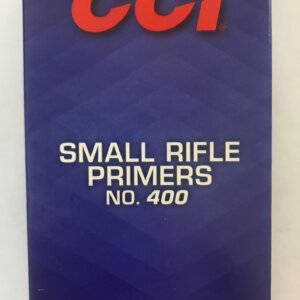 CCI®
SMALL RIFLE
PRIMERS
NO. 400